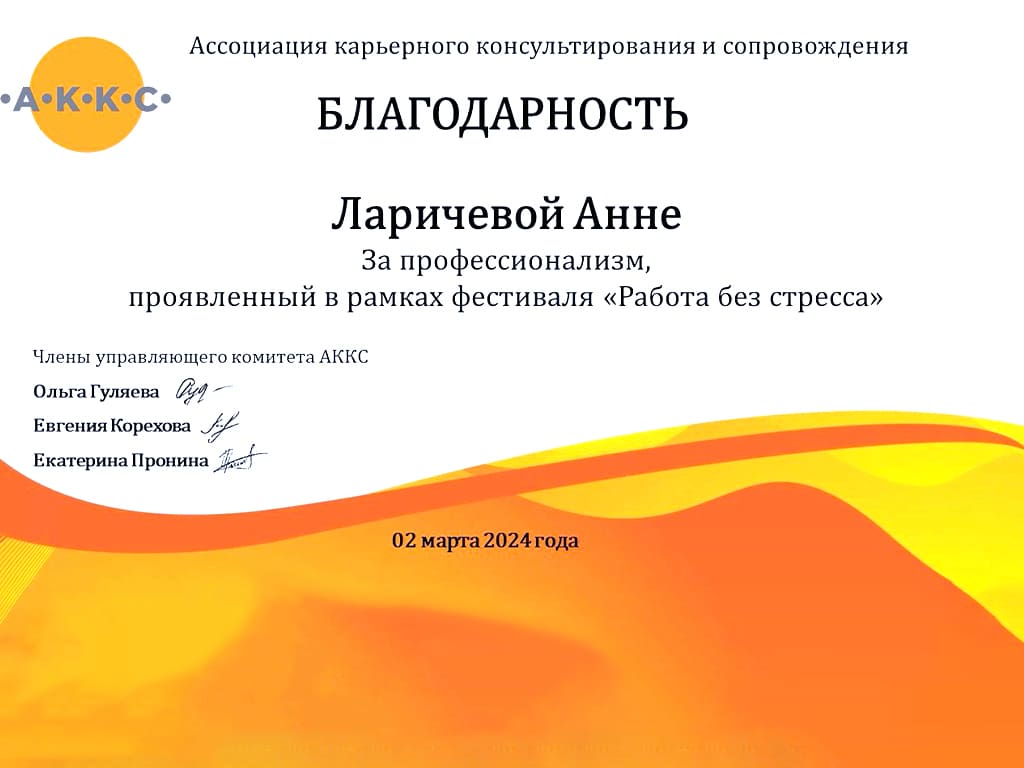 Ассоциация карьерного консультирования и сопровождения
•А•К•К•С•
БЛАГОДАРНОСТЬ
Ларичевой Анне
За профессионализм,
проявленный в рамках фестиваля «Работа без стресса»
Члены управляющего комитета АККС
Ольга Гуляева
Евгения Корехова
Екатерина Пронина
02 марта 2024 года